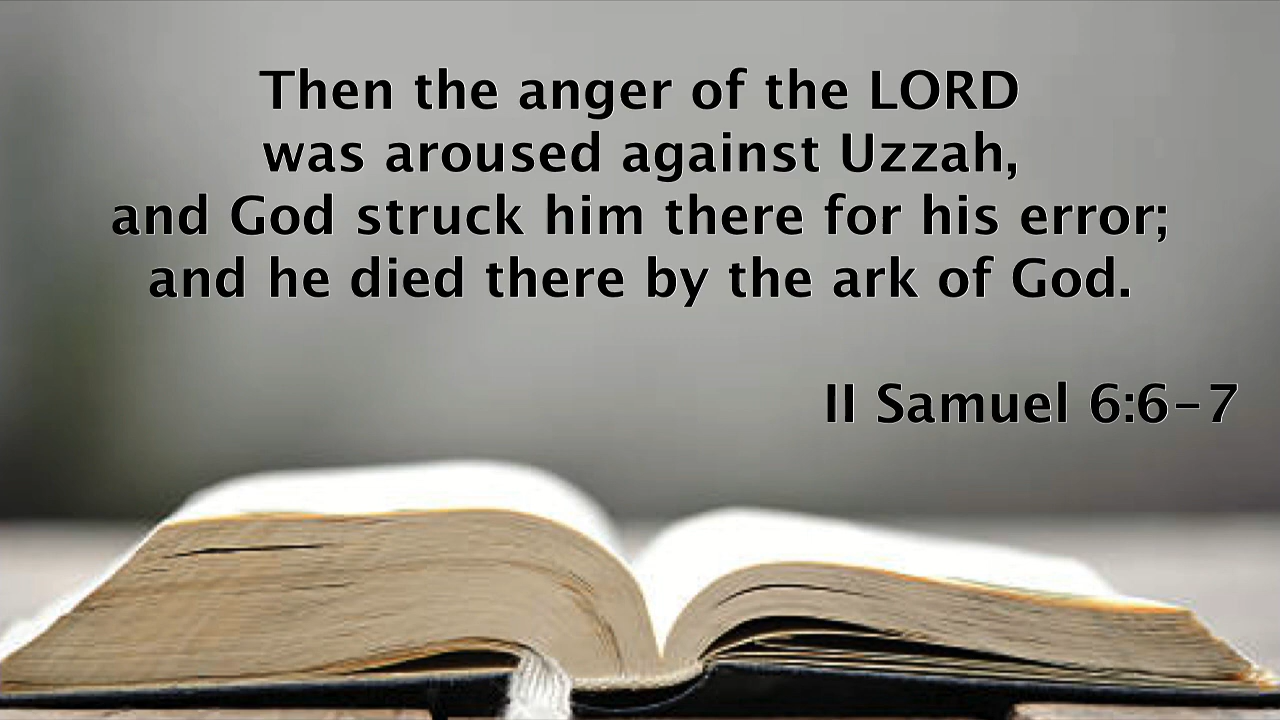 Then the anger of the LORD
was aroused against Uzzah,
and God struck him there for his error;
and he died there by the ark of God.
II Samuel 6:6-7